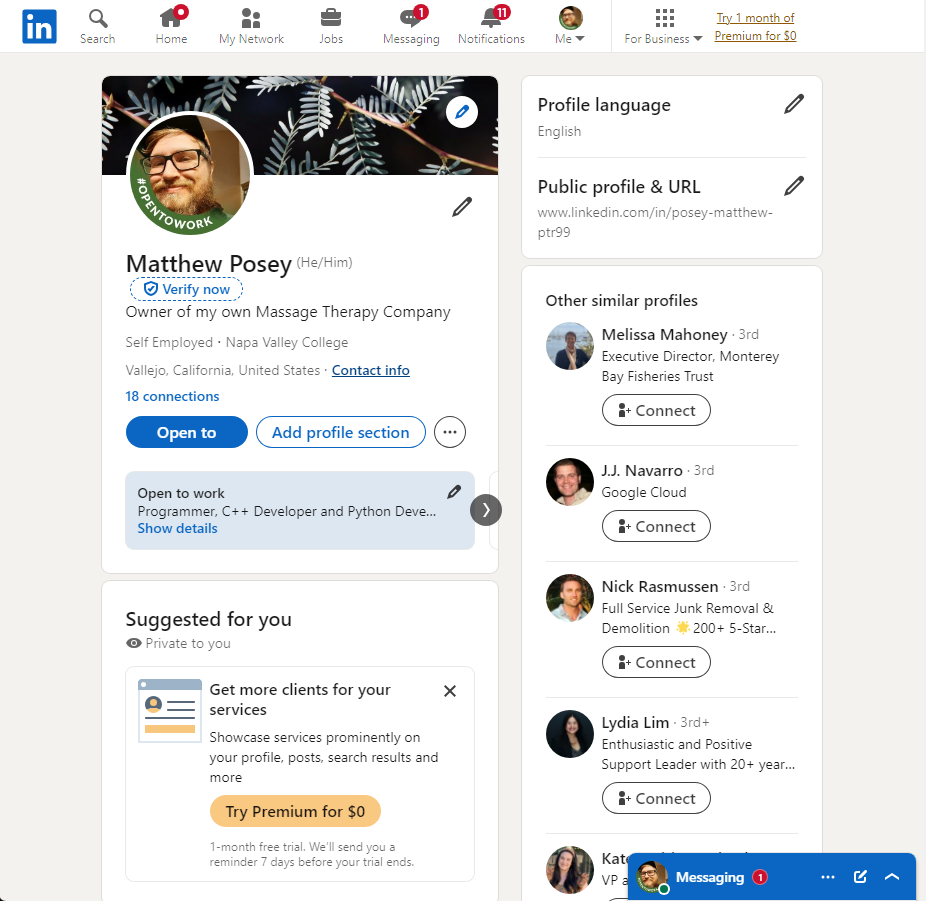 in
Search
Home
My Network
Jobs
1
Messaging
11
Notifications
Me
For Business
Try 1 month of
Premium for $0
#OPENTOWORK
Matthew Posey (He/Him)
Verify now
Owner of my own Massage Therapy Company
Self Employed · Napa Valley College
Vallejo, California, United States · Contact info
18 connections
Open to
Add profile section
Open to work
Programmer, C++ Developer and Python Deve...
Show details
Suggested for you
Private to you
Get more clients for your
services
Showcase services prominently on
your profile, posts, search results and
more
Try Premium for $0
1-month free trial. We'll send you a
reminder 7 days before your trial ends.
Profile language
English
Public profile & URL
www.linkedin.com/in/posey-matthew-
ptr99
Other similar profiles
Melissa Mahoney · 3rd
Executive Director, Monterey
Bay Fisheries Trust
Connect
J.J. Navarro · 3rd
Google Cloud
Connect
Nick Rasmussen · 3rd
Full Service Junk Removal &
Demolition 🌟200+ 5-Star...
Connect
Lydia Lim · 3rd+
Enthusiastic and Positive
Support Leader with 20+ year...
Connect
VP
Messaging 1